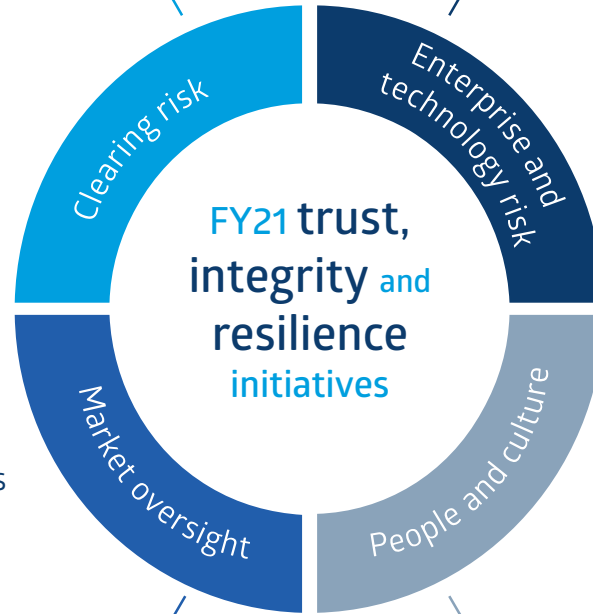 Clearing risk
Enterprise and
technology risk
FY21 trust,
integrity and
resilience
initiatives
s
Market oversight
People and culture